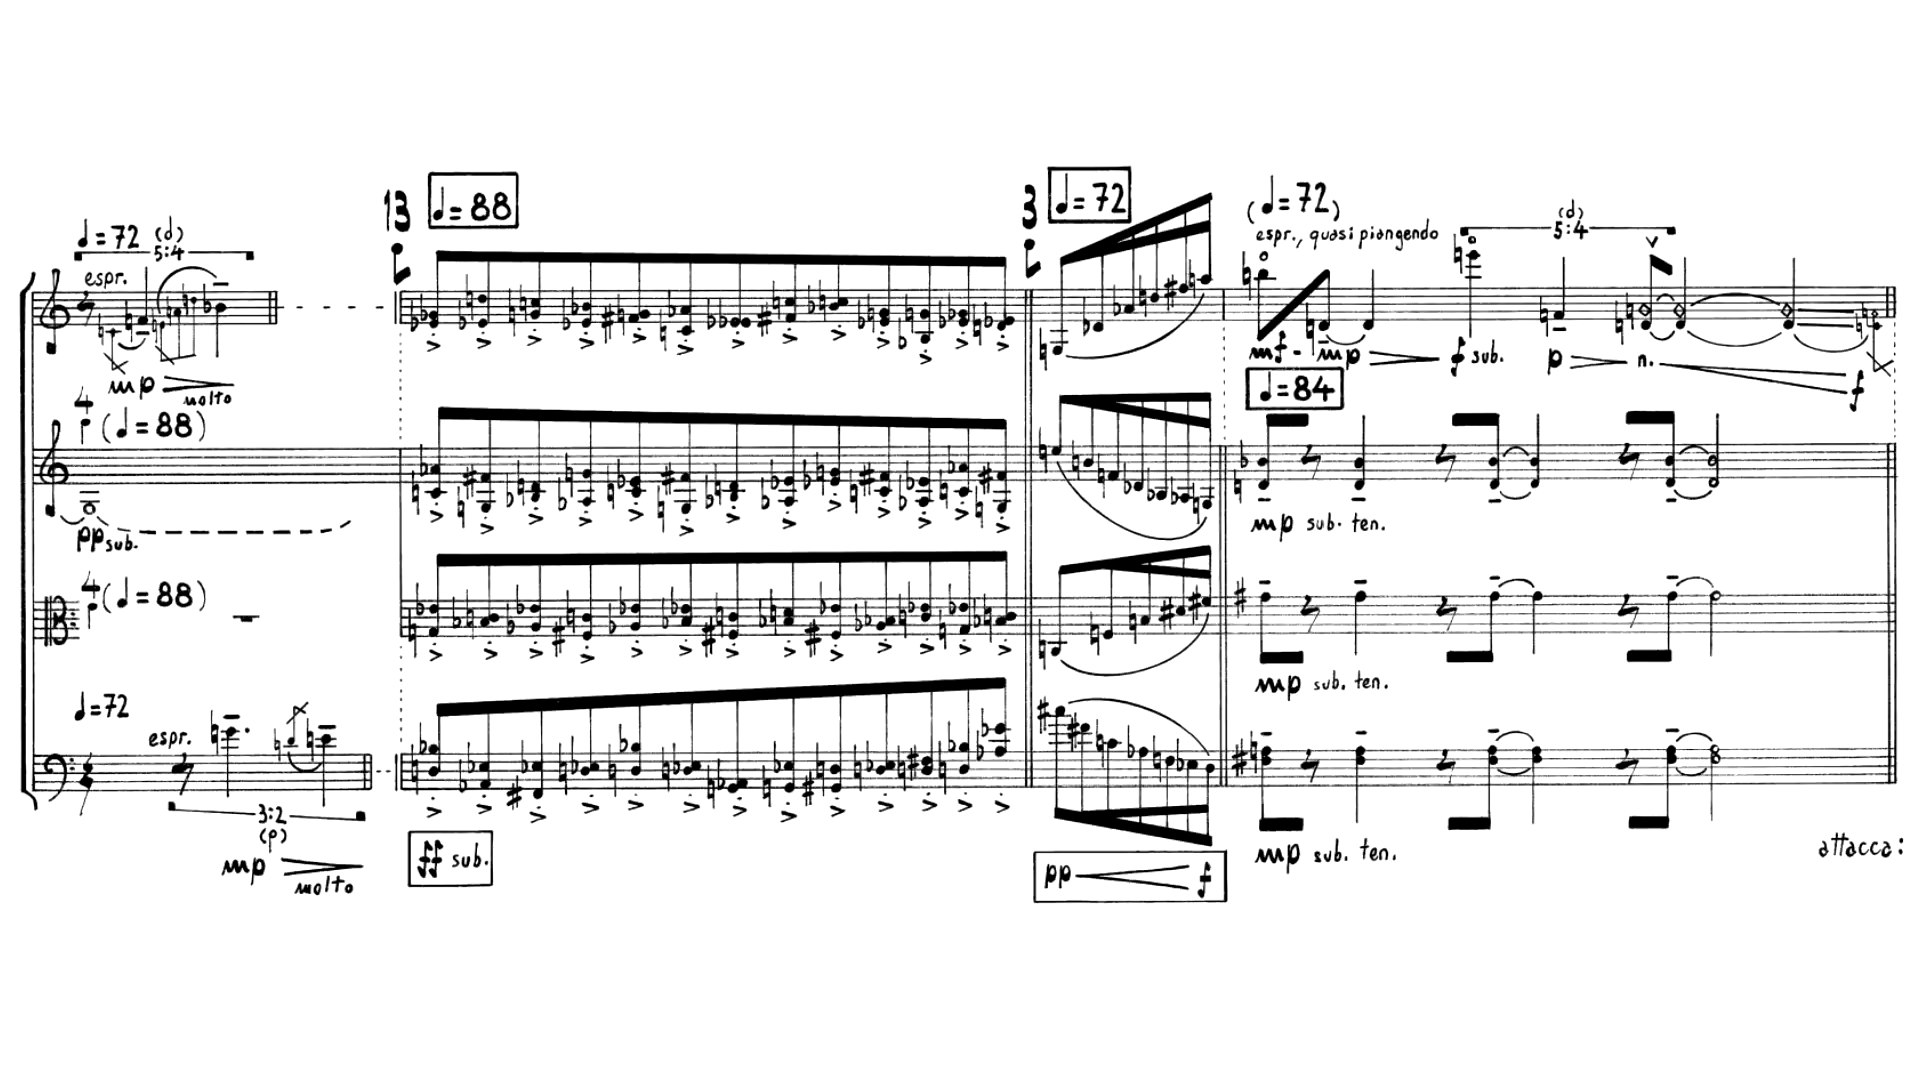 ♩=72 (𝅗𝅥)
5:4
espr.
mp
molto
13
♩=88
3
♩=72
(♩=72)
espr., quasi piangendo
(𝅗𝅥)
5:4
mf - mp
f sub.
p
n.
f
4
(♩=88)
ppsub.
♩=84
mp sub. ten.
4
(♩=88)
mp sub. ten.
♩=72
espr.
3:2
(♩)
mp
molto
ff sub.
pp
f
mp sub. ten.
attacca: